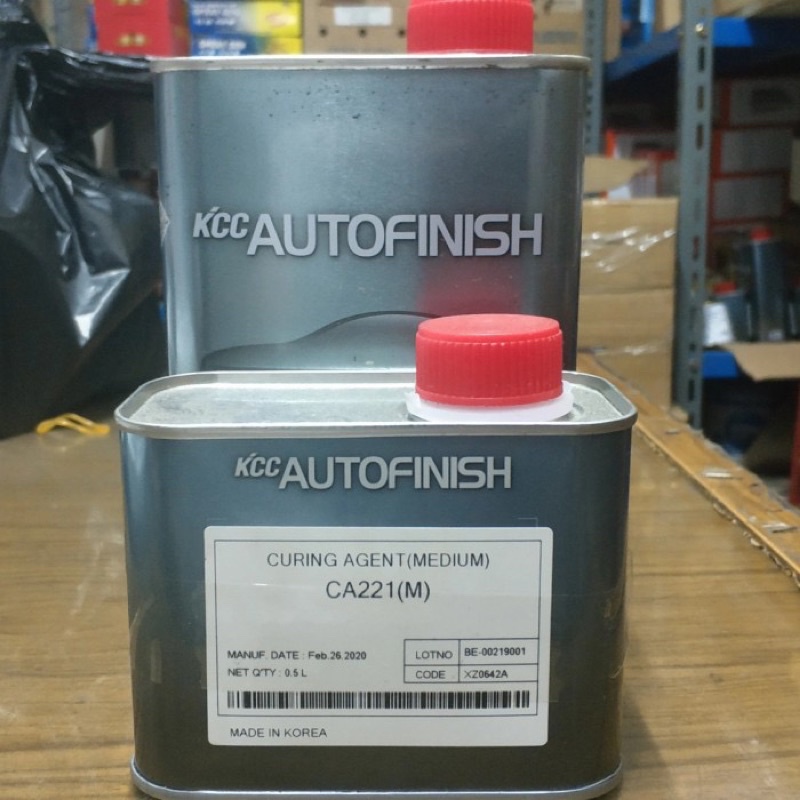 KCC AUTOFINISH
KCC AUTOFINISH
CURING AGENT(MEDIUM)
CA221(M)
MANUF. DATE : Feb.26.2020
NET Q'TY : 0.5 L
LOTNO BE-00219001
CODE XZ0642A
MADE IN KOREA